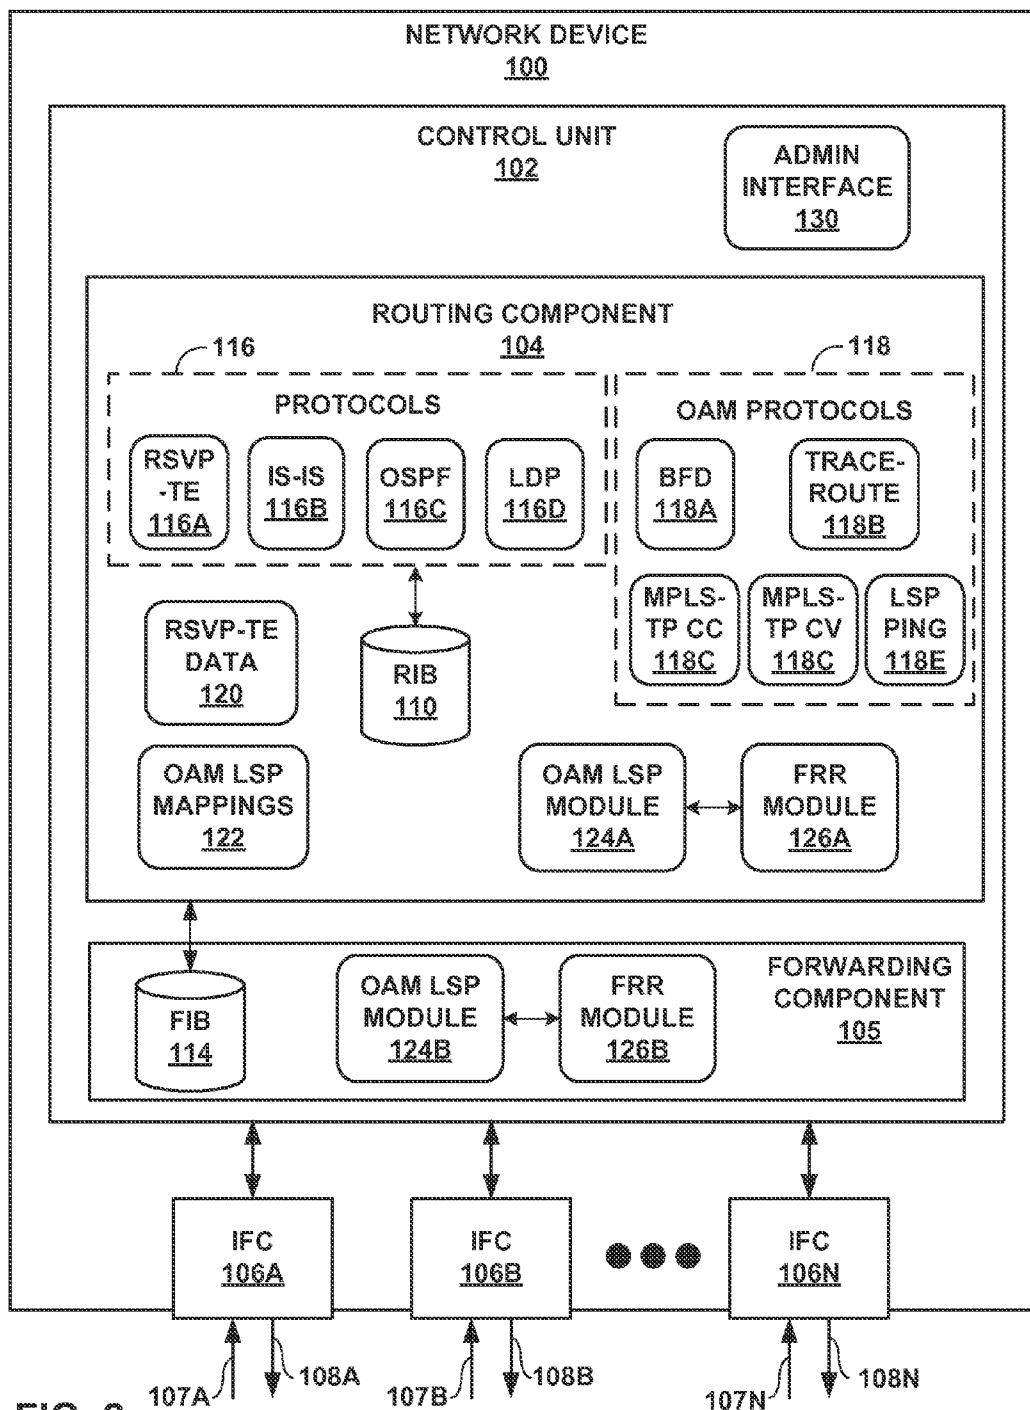 NETWORK DEVICE
100
CONTROL UNIT
102
ADMIN
INTERFACE
130
ROUTING COMPONENT
104
116
118
PROTOCOLS
RSVP
-TE
116A
IS-IS
116B
OSPF
116C
LDP
116D
OAM PROTOCOLS
BFD
118A
TRACE-
ROUTE
118B
MPLS-
TP CC
118C
MPLS-
TP CV
118C
LSP
PING
118E
RSVP-TE
DATA
120
RIB
110
OAM LSP
MAPPINGS
122
OAM LSP
MODULE
124A
FRR
MODULE
126A
FIB
114
OAM LSP
MODULE
124B
FRR
MODULE
126B
FORWARDING
COMPONENT
105
IFC
106A
IFC
106B
IFC
106N
107A
108A
107B
108B
107N
108N
FIG.